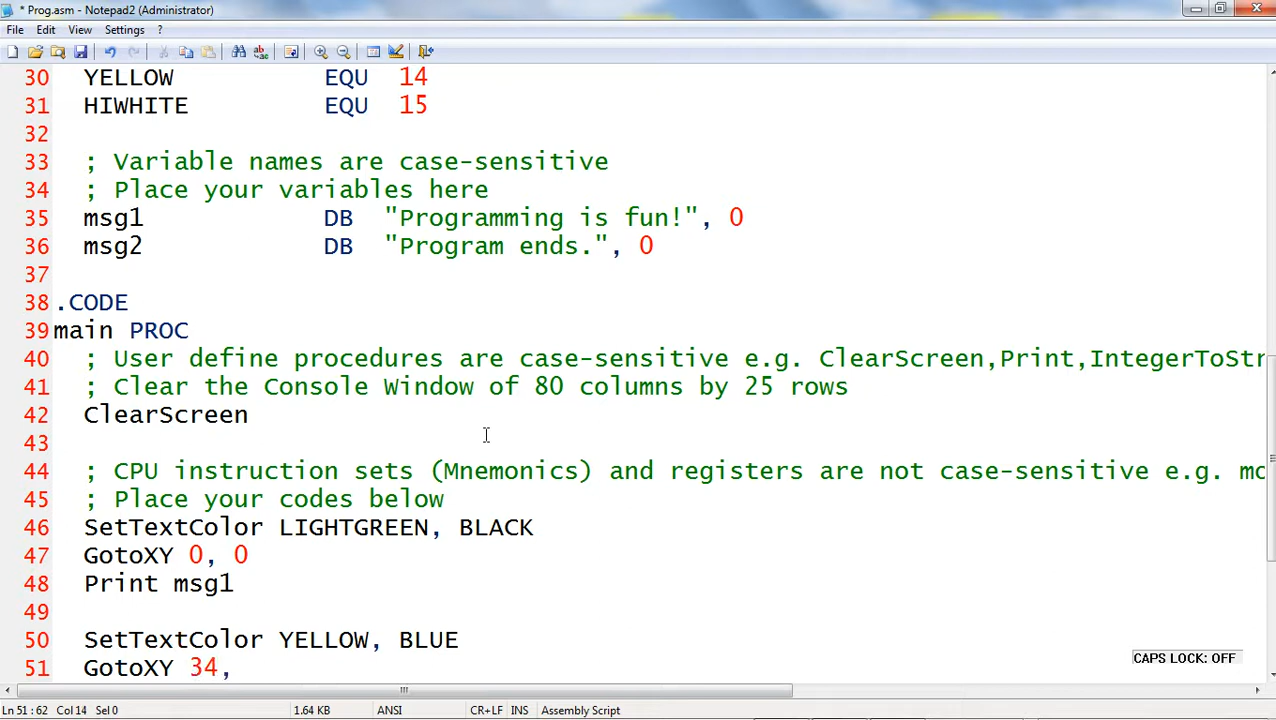 * Prog.asm - Notepad2 (Administrator)
File Edit View Settings ?
30 YELLOW EQU 14
31 HIWHITE EQU 15
32
33 ; Variable names are case-sensitive
34 ; Place your variables here
35 msg1 DB "Programming is fun!", 0
36 msg2 DB "Program ends.", 0
37
38 .CODE
39 main PROC
40 ; User define procedures are case-sensitive e.g. ClearScreen,Print,IntegerToStr
41 ; Clear the Console Window of 80 columns by 25 rows
42 ClearScreen
43
44 ; CPU instruction sets (Mnemonics) and registers are not case-sensitive e.g. mo
45 ; Place your codes below
46 SetTextColor LIGHTGREEN, BLACK
47 GotoXY 0, 0
48 Print msg1
49
50 SetTextColor YELLOW, BLUE
51 GotoXY 34,
CAPS LOCK: OFF
Ln 51 : 62 Col 14 Sel 0 1.64 KB ANSI CR+LF INS Assembly Script